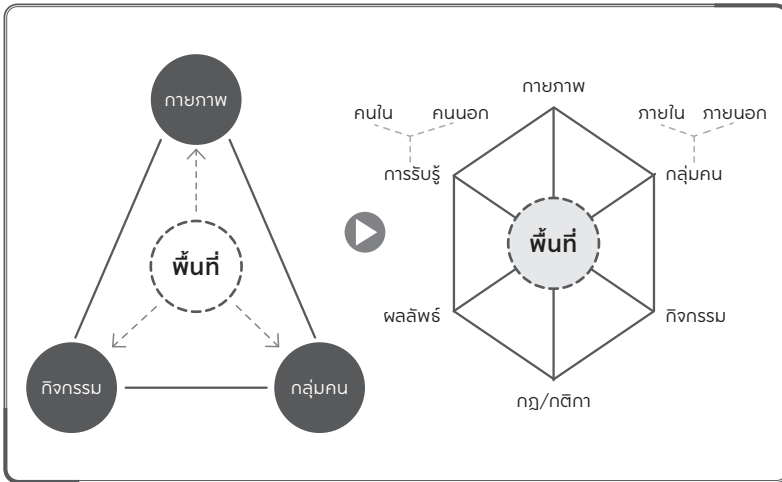 กายภาพ
พื้นที่
กิจกรรม
กลุ่มคน
กายภาพ
คนใน คนนอก
ภายใน ภายนอก
การรับรู้
กลุ่มคน
พื้นที่
ผลลัพธ์
กิจกรรม
กฎ/กติกา